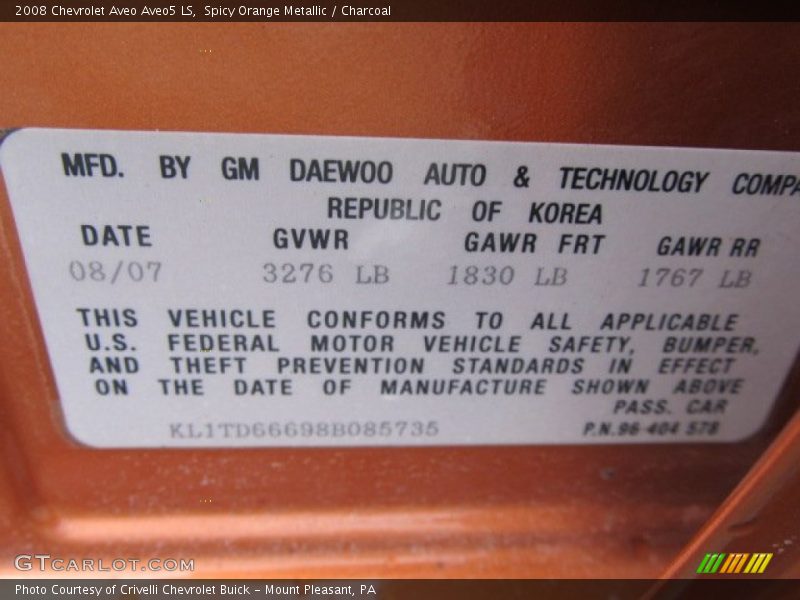 2008 Chevrolet Aveo Aveo5 LS, Spicy Orange Metallic / Charcoal
MFD. BY GM DAEWOO AUTO & TECHNOLOGY COMPA
REPUBLIC OF KOREA
DATE GVWR GAWR FRT GAWR RR
08/07 3276 LB 1830 LB 1767 LB
THIS VEHICLE CONFORMS TO ALL APPLICABLE
U.S. FEDERAL MOTOR VEHICLE SAFETY, BUMPER,
AND THEFT PREVENTION STANDARDS IN EFFECT
ON THE DATE OF MANUFACTURE SHOWN ABOVE
PASS. CAR
KL1TD66698B085735 P.N.96 404 578
GTCARLOT.COM
Photo Courtesy of Crivelli Chevrolet Buick - Mount Pleasant, PA